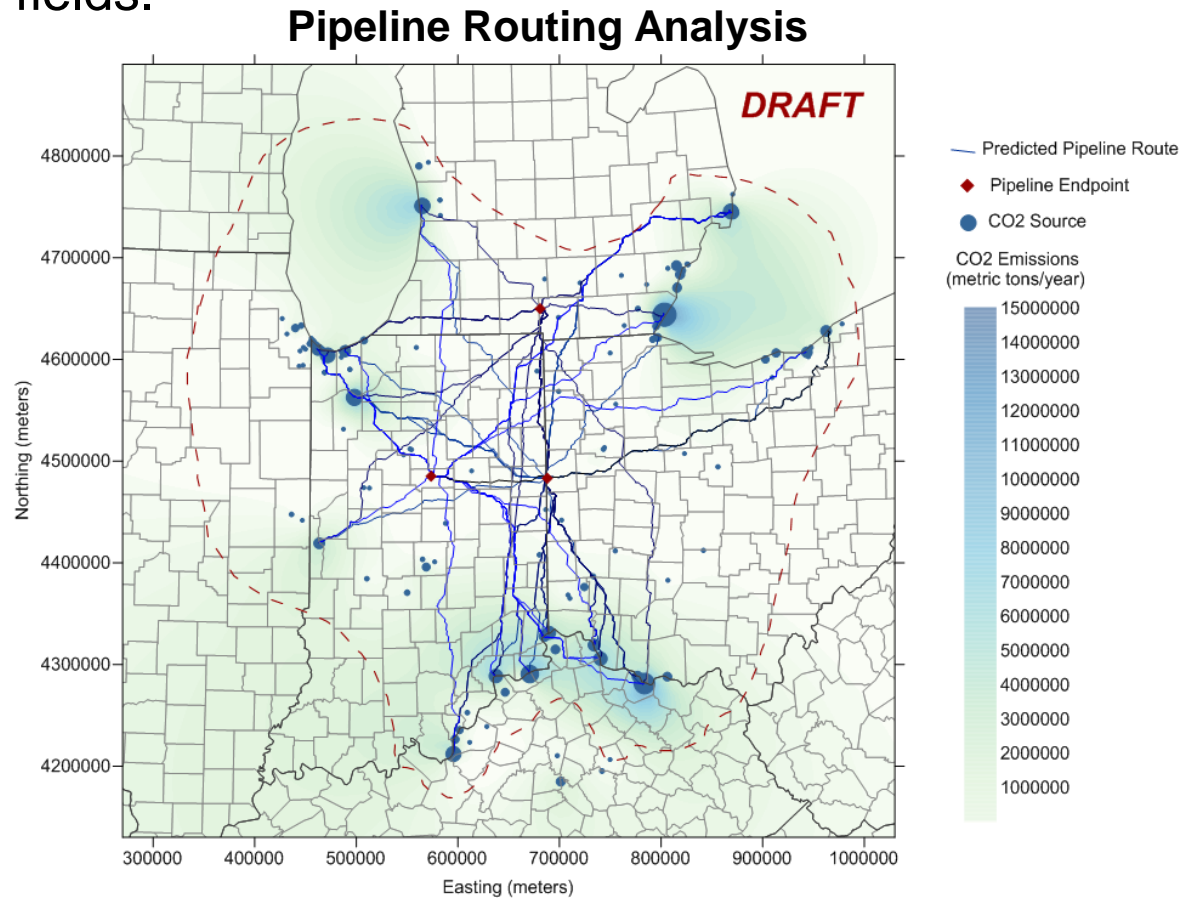 fields.
Pipeline Routing Analysis
DRAFT
4800000
4700000
4600000
4500000
4400000
4300000
4200000
Northing (meters)
300000 400000 500000 600000 700000 800000 900000 1000000
Easting (meters)
Predicted Pipeline Route
Pipeline Endpoint
CO2 Source
CO2 Emissions
(metric tons/year)
15000000
14000000
13000000
12000000
11000000
10000000
9000000
8000000
7000000
6000000
5000000
4000000
3000000
2000000
1000000